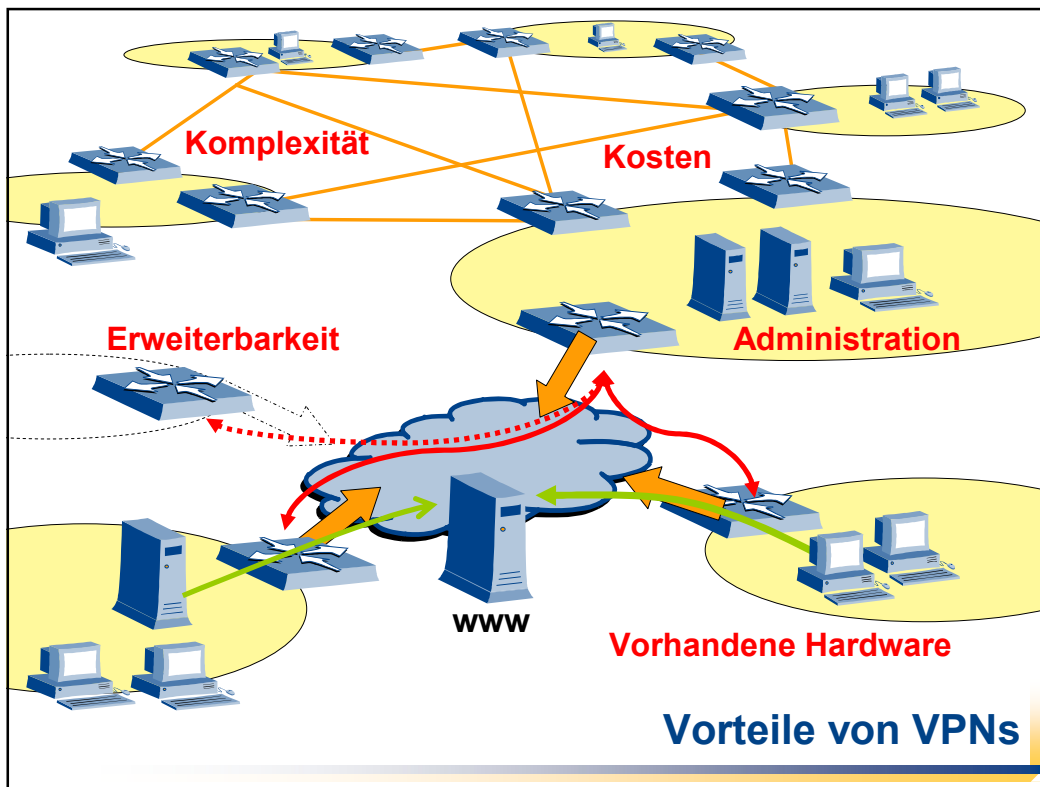 Komplexität
Kosten
Erweiterbarkeit
Administration
www
Vorhandene Hardware
Vorteile von VPNs